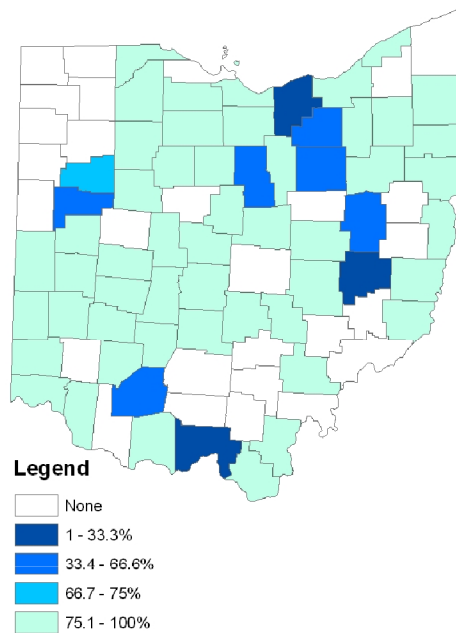 Legend
None
1 - 33.3%
33.4 - 66.6%
66.7 - 75%
75.1 - 100%